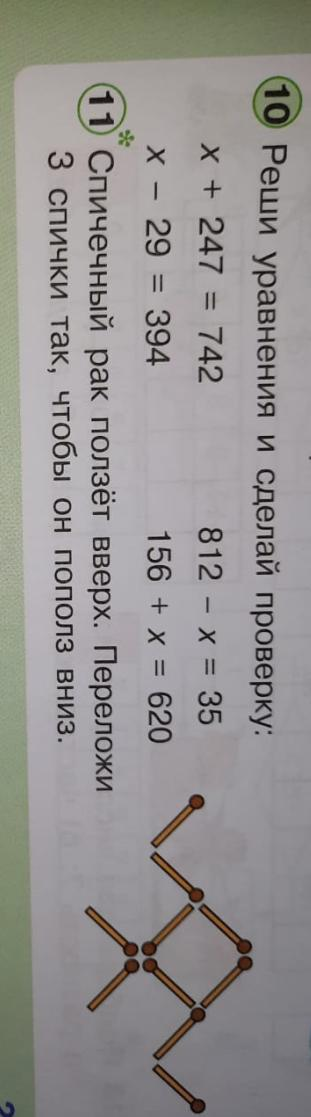 10 Реши уравнения и сделай проверку:
x + 247 = 742 812 − x = 35
x − 29 = 394 156 + x = 620
11* Спичечный рак ползёт вверх. Переложи
3 спички так, чтобы он пополз вниз.